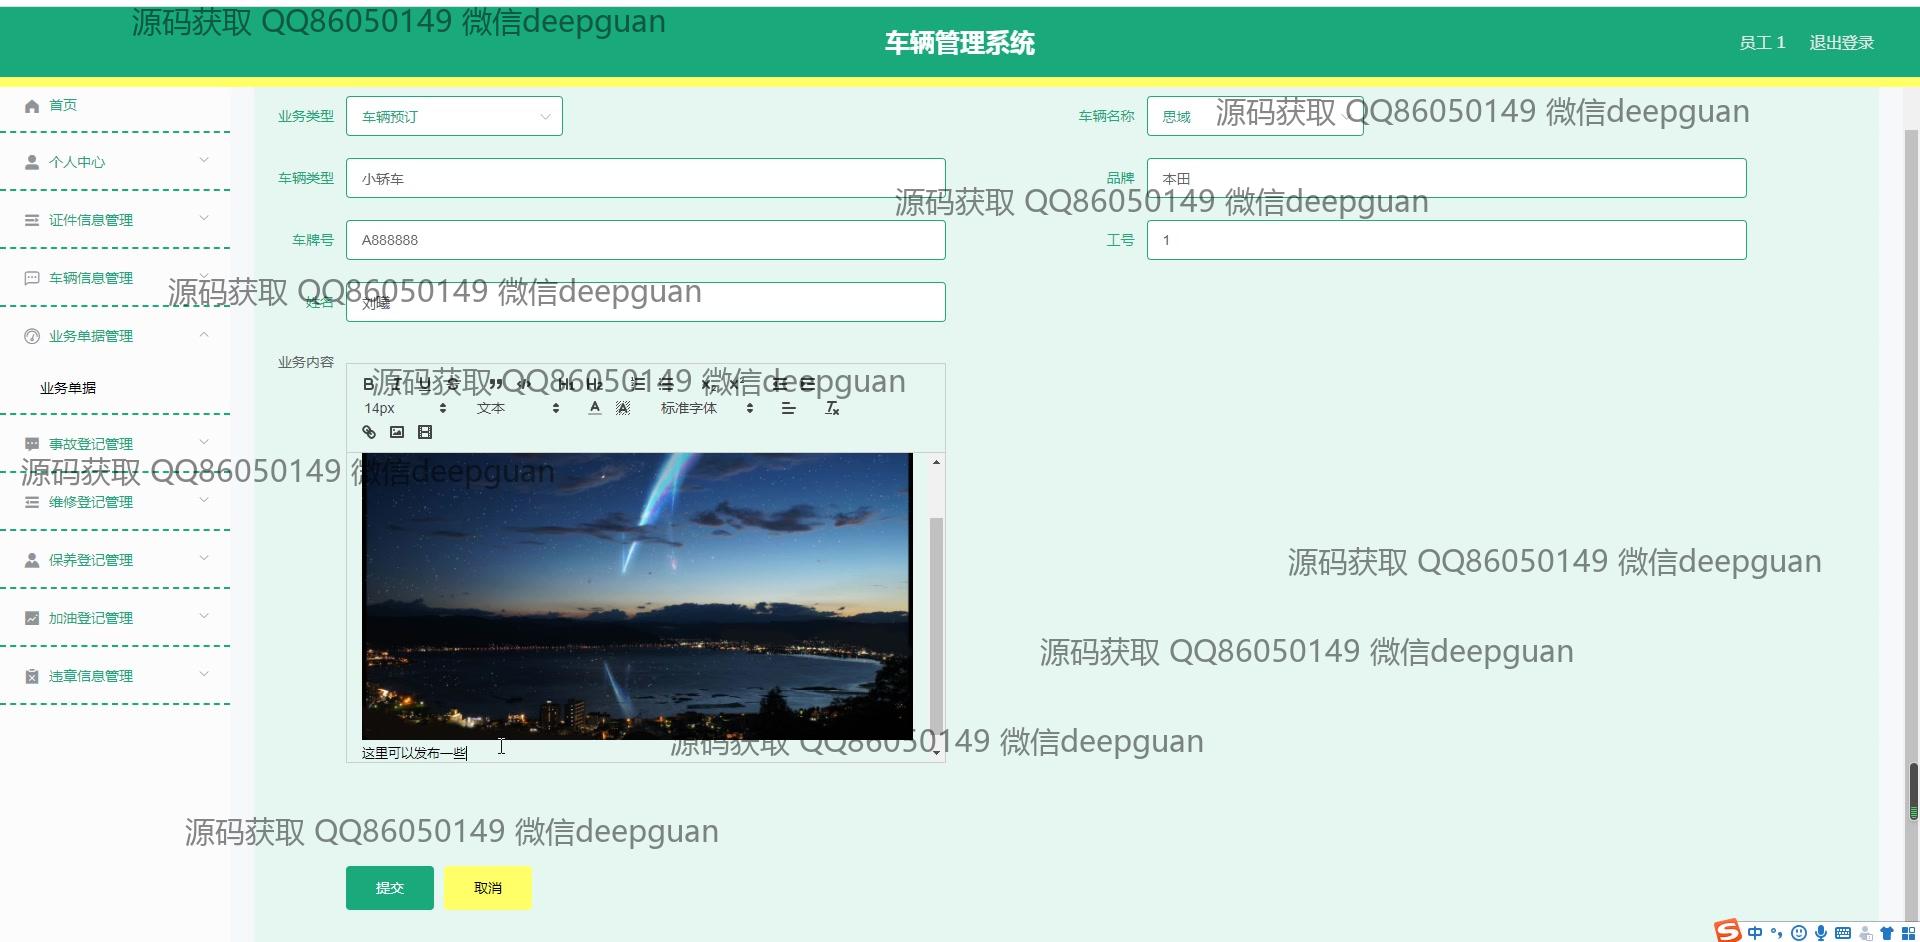 源码获取 QQ86050149 微信deepguan
车辆管理系统
员工 1 退出登录
首页
个人中心
证件信息管理
车辆信息管理
业务单据管理
业务单据
事故登记管理
维修登记管理
保养登记管理
加油登记管理
违章信息管理
业务类型 车辆预订
车辆名称 思域
源码获取 QQ86050149 微信deepguan
车辆类型 小轿车
品牌 本田
源码获取 QQ86050149 微信deepguan
车牌号 A888888
工号 1
源码获取 QQ86050149 微信deepguan
姓名 刘曦
业务内容
源码获取 QQ86050149 微信deepguan
B I U S H1 H2
14px 文本 A A 标准字体
源码获取 QQ86050149 微信deepguan
源码获取 QQ86050149 微信deepguan
源码获取 QQ86050149 微信deepguan
源码获取 QQ86050149 微信deepguan
这里可以发布一些
源码获取 QQ86050149 微信deepguan
提交 取消
中